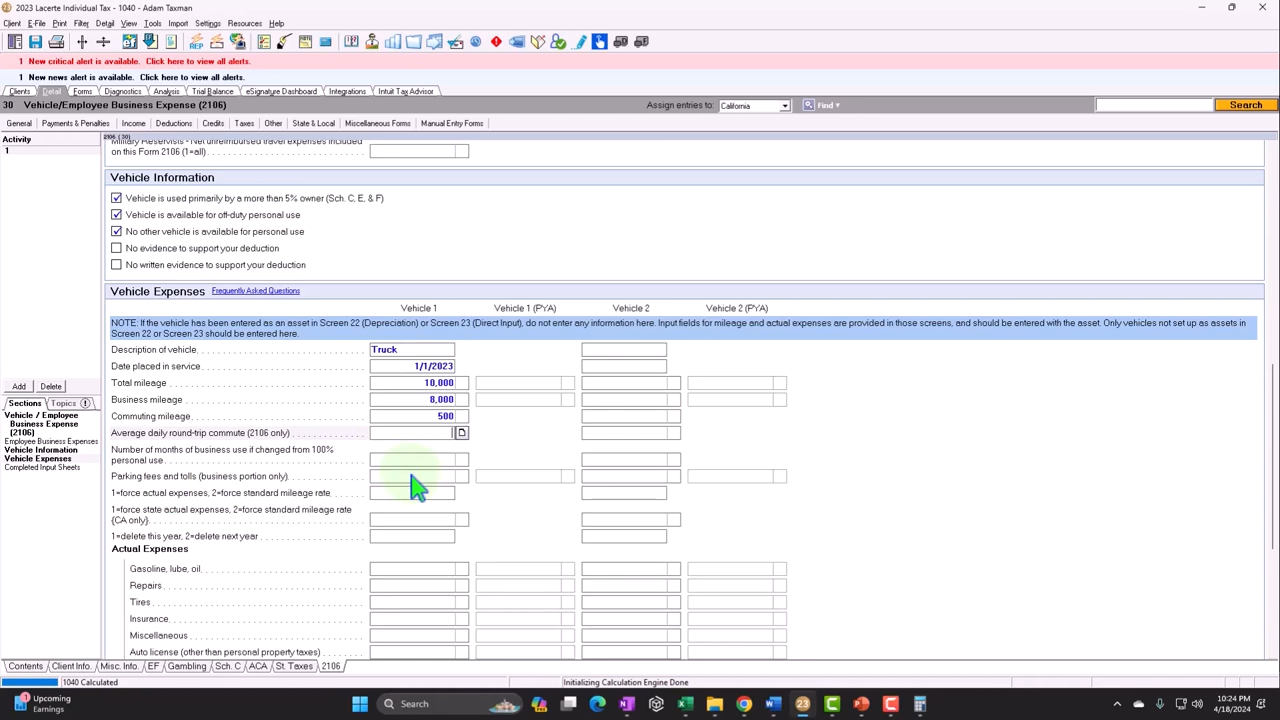 2023 Lacerte Individual Tax - 1040 - Adam Taxman
Client E-File Print Filter Detail View Tools Import Settings Resources Help
1 New critical alert is available. Click here to view all alerts.
1 New news alert is available. Click here to view all alerts.
Clients Detail Forms Diagnostics Analysis Trial Balance eSignature Dashboard Integrations Intuit Tax Advisor
30 Vehicle/Employee Business Expense (2106) Assign entries to: California Find Search
General Payments & Penalties Income Deductions Credits Taxes Other State & Local Miscellaneous Forms Manual Entry Forms
Activity
1
2106 (30)
Military Reservists - Net unreimbursed travel expenses included
on this Form 2106 (1=all)
Vehicle Information
Vehicle is used primarily by a more than 5% owner (Sch. C, E, & F)
Vehicle is available for off-duty personal use
No other vehicle is available for personal use
No evidence to support your deduction
No written evidence to support your deduction
Vehicle Expenses Frequently Asked Questions
Vehicle 1 Vehicle 1 (PYA) Vehicle 2 Vehicle 2 (PYA)
NOTE: If the vehicle has been entered as an asset in Screen 22 (Depreciation) or Screen 23 (Direct Input), do not enter any information here. Input fields for mileage and actual expenses are provided in those screens, and should be entered with the asset. Only vehicles not set up as assets in
Screen 22 or Screen 23 should be entered here.
Description of vehicle Truck
Date placed in service 1/1/2023
Total mileage 10,000
Business mileage 8,000
Commuting mileage 500
Average daily round-trip commute (2106 only)
Number of months of business use if changed from 100%
personal use
Parking fees and tolls (business portion only)
1=force actual expenses, 2=force standard mileage rate
1=force state actual expenses, 2=force standard mileage rate
{CA only}
1=delete this year, 2=delete next year
Actual Expenses
Gasoline, lube, oil
Repairs
Tires
Insurance
Miscellaneous
Auto license (other than personal property taxes)
Add Delete
Sections Topics
Vehicle / Employee
Business Expense
(2106)
Employee Business Expenses
Vehicle Information
Vehicle Expenses
Completed Input Sheets
Contents Client Info. Misc. Info. EF Gambling Sch. C ACA St. Taxes 2106
1040 Calculated Initializing Calculation Engine Done
Upcoming
Earnings
Search
10:24 PM
4/18/2024